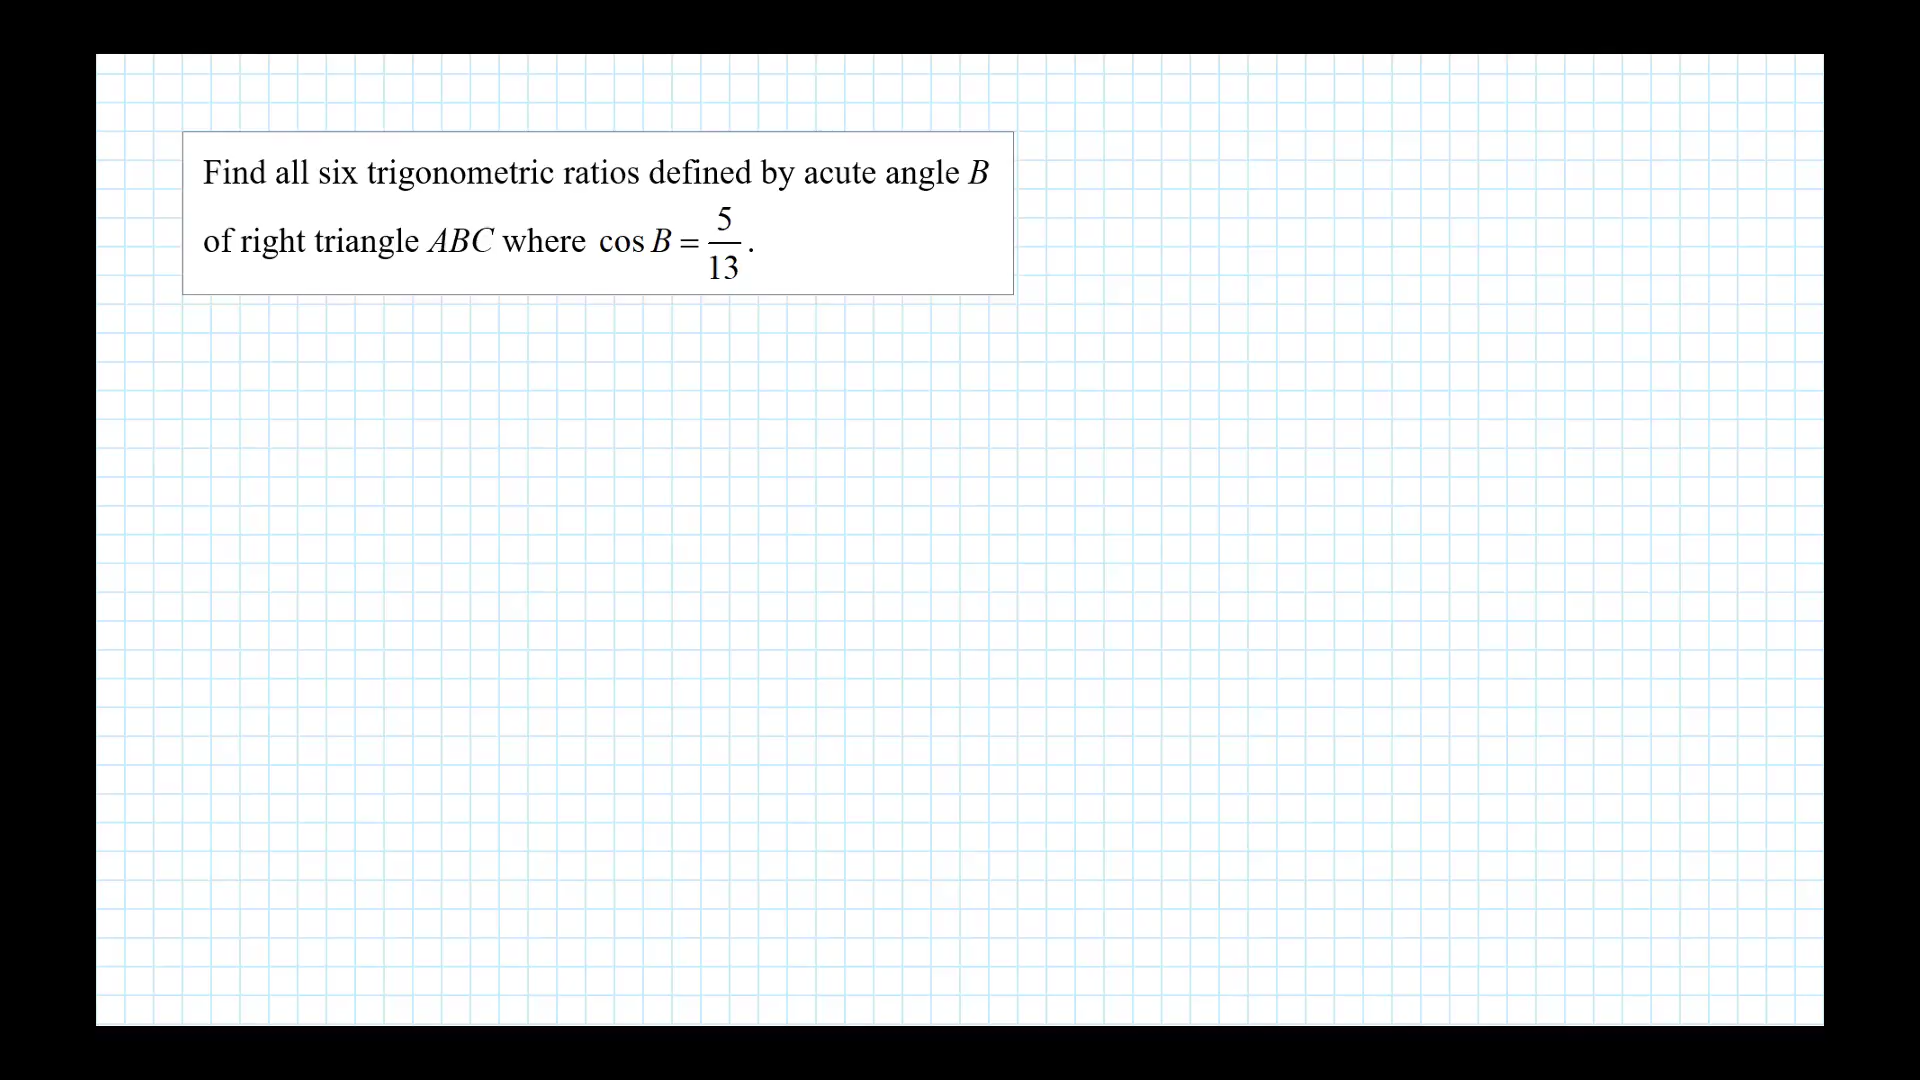 Find all six trigonometric ratios defined by acute angle B
of right triangle ABC where cos B = 5/13.